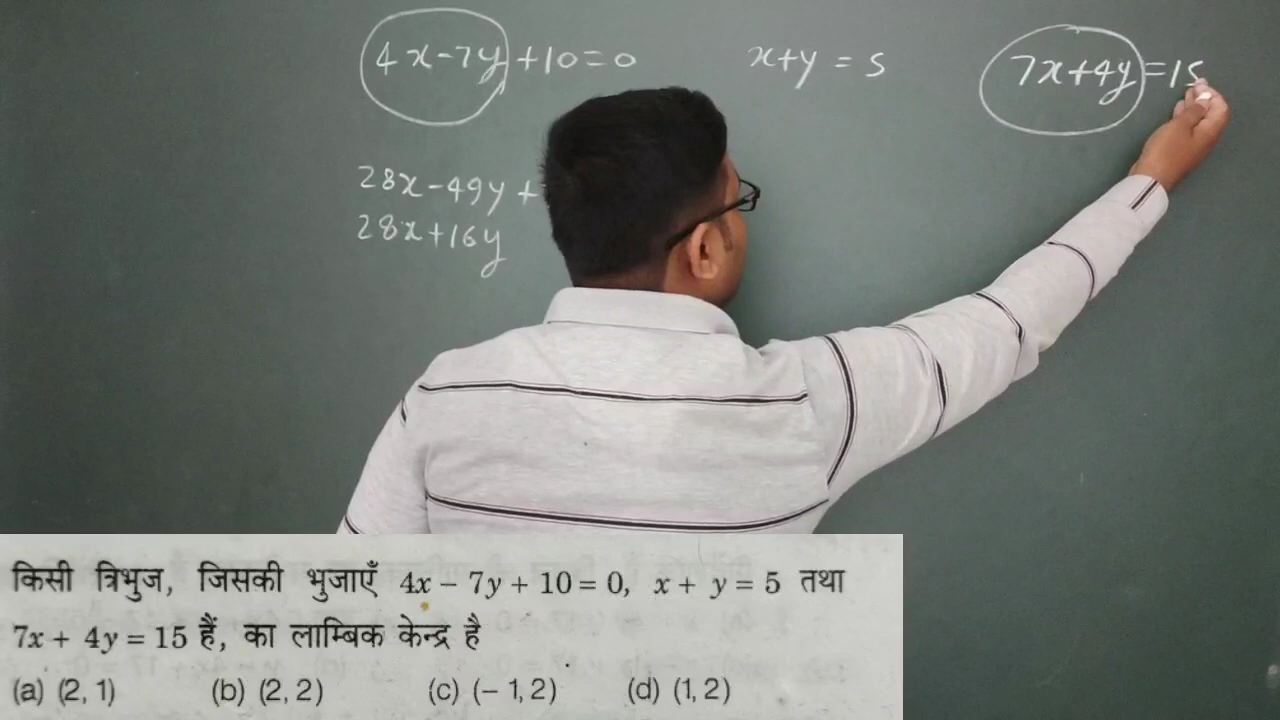 4x-7y+10=0 x+y=5 7x+4y=15
28x-49y+
28x+16y
किसी त्रिभुज, जिसकी भुजाएँ 4x − 7y + 10 = 0, x + y = 5 तथा
7x + 4y = 15 हैं, का लाम्बिक केन्द्र है
(a) (2, 1) (b) (2, 2) (c) (− 1, 2) (d) (1, 2)